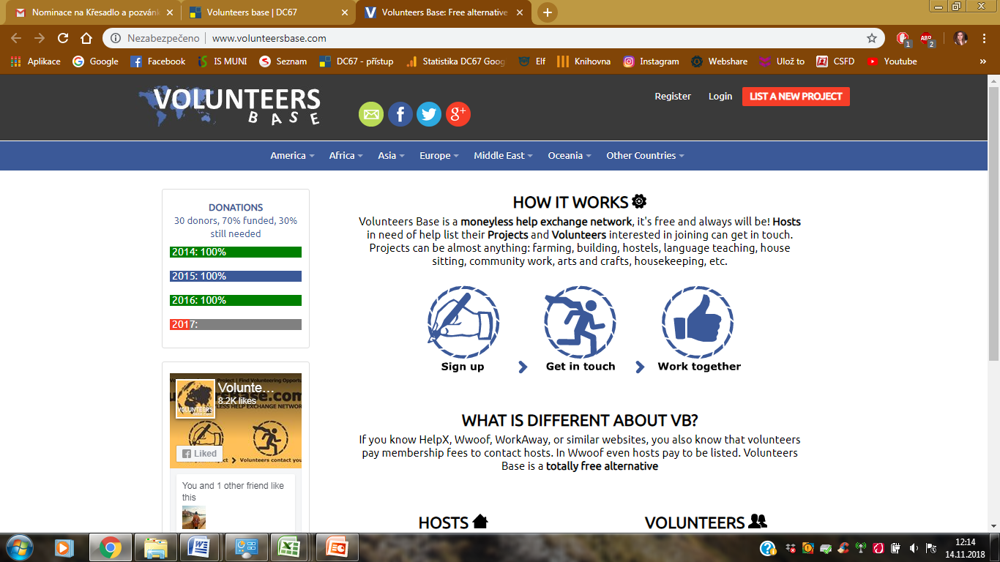 Nominace na Křesadlo a pozvánk
Volunteers base | DC67
Volunteers Base: Free alternative
Nezabezpečeno
www.volunteersbase.com
1
ABP
2
Aplikace
Google
Facebook
IS MUNI
Seznam
DC67 - přístup
Statistika DC67 Goog
Elf
Knihovna
Instagram
Webshare
Ulož to
CSFD
Youtube
»
VOLUNTEERS
BASE
Register
Login
LIST A NEW PROJECT
America
Africa
Asia
Europe
Middle East
Oceania
Other Countries
DONATIONS
30 donors, 70% funded, 30%
still needed
2014: 100%
2015: 100%
2016: 100%
2017:
Volunte...
8.2K likes
Liked
Volunteers contact you
You and 1 other friend like
this
HOW IT WORKS
Volunteers Base is a moneyless help exchange network, it's free and always will be! Hosts
in need of help list their Projects and Volunteers interested in joining can get in touch.
Projects can be almost anything: farming, building, hostels, language teaching, house
sitting, community work, arts and crafts, housekeeping, etc.
Sign up
Get in touch
Work together
WHAT IS DIFFERENT ABOUT VB?
If you know HelpX, Wwoof, WorkAway, or similar websites, you also know that volunteers
pay membership fees to contact hosts. In Wwoof even hosts pay to be listed. Volunteers
Base is a totally free alternative
HOSTS
VOLUNTEERS
12:14
14.11.2018